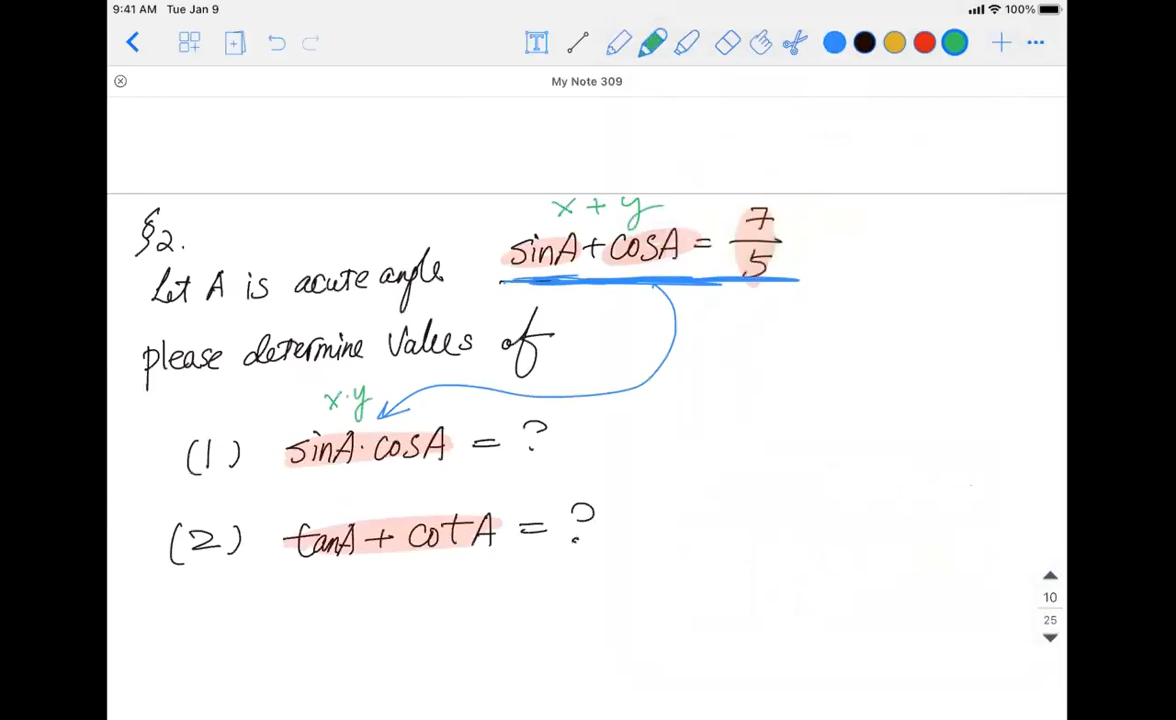 9:41 AM Tue Jan 9
100%
T
My Note 309
x + y
§2.
sinA + cosA = 7/5
Let A is acute angle
please determine values of
x·y
(1) sinA·cosA = ?
(2) tanA + cotA = ?
10
25